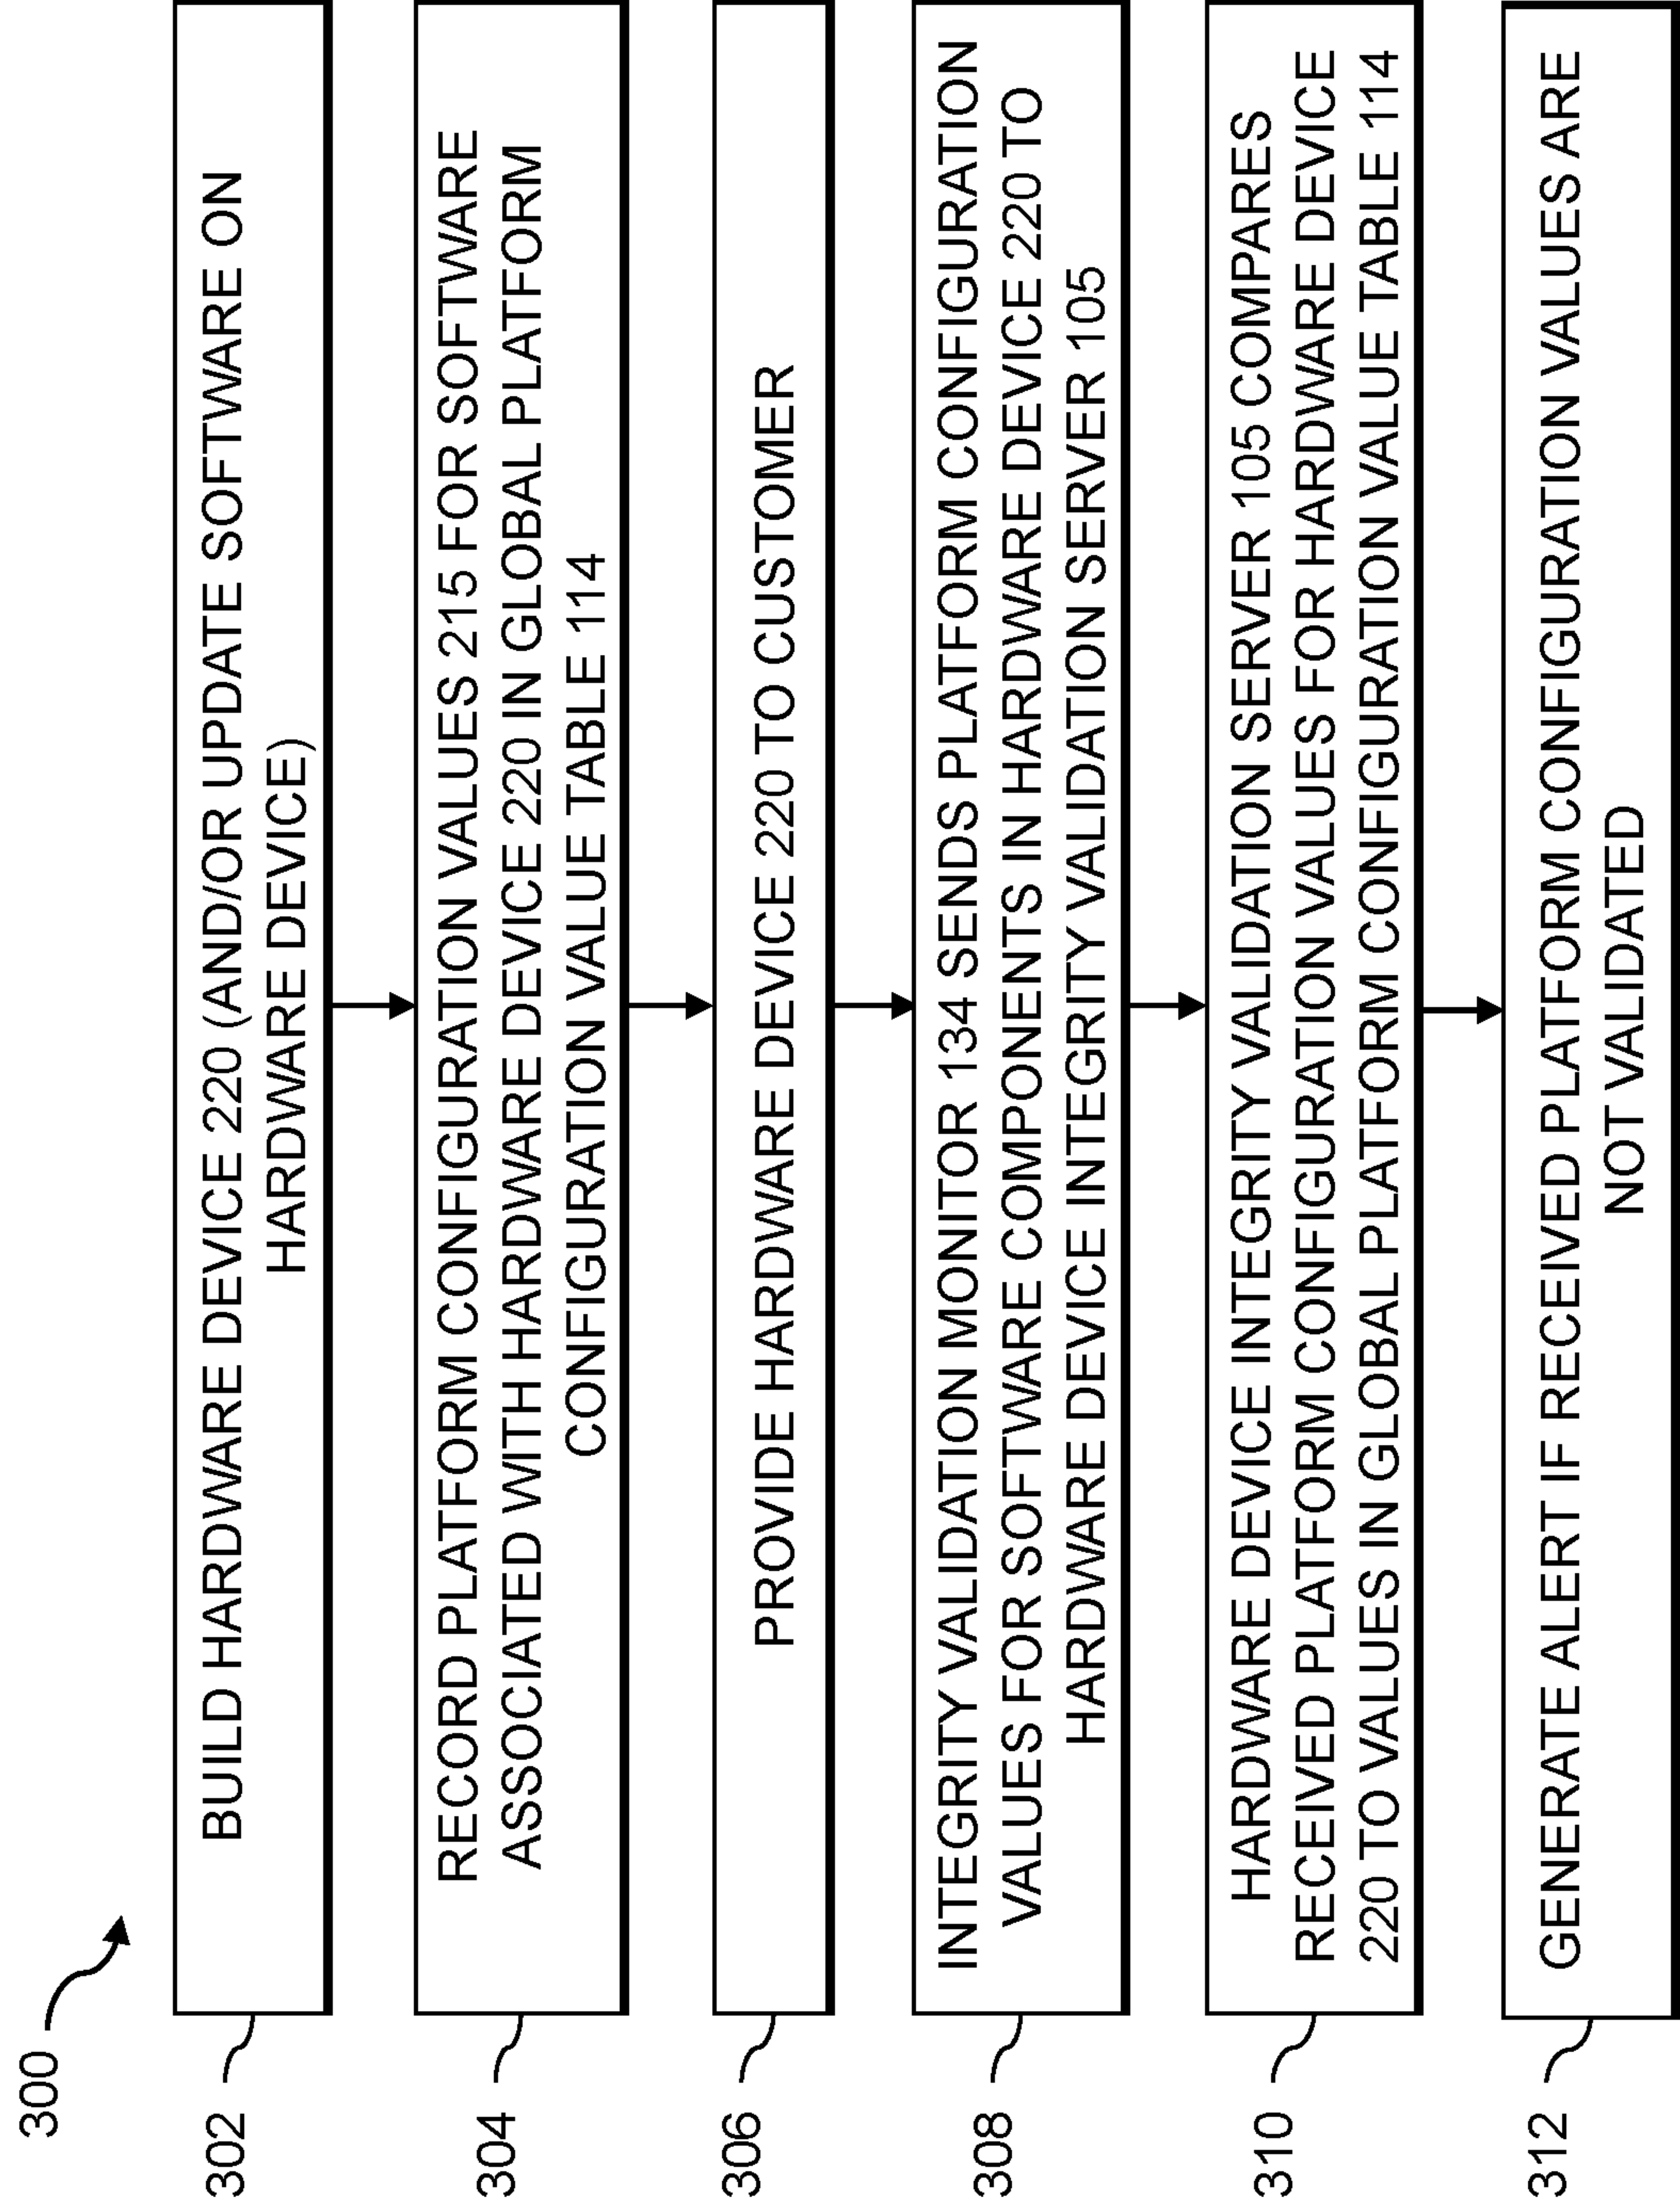 300
302
BUILD HARDWARE DEVICE 220 (AND/OR UPDATE SOFTWARE ON
HARDWARE DEVICE)
304
RECORD PLATFORM CONFIGURATION VALUES 215 FOR SOFTWARE
ASSOCIATED WITH HARDWARE DEVICE 220 IN GLOBAL PLATFORM
CONFIGURATION VALUE TABLE 114
306
PROVIDE HARDWARE DEVICE 220 TO CUSTOMER
308
INTEGRITY VALIDATION MONITOR 134 SENDS PLATFORM CONFIGURATION
VALUES FOR SOFTWARE COMPONENTS IN HARDWARE DEVICE 220 TO
HARDWARE DEVICE INTEGRITY VALIDATION SERVER 105
310
HARDWARE DEVICE INTEGRITY VALIDATION SERVER 105 COMPARES
RECEIVED PLATFORM CONFIGURATION VALUES FOR HARDWARE DEVICE
220 TO VALUES IN GLOBAL PLATFORM CONFIGURATION VALUE TABLE 114
312
GENERATE ALERT IF RECEIVED PLATFORM CONFIGURATION VALUES ARE
NOT VALIDATED